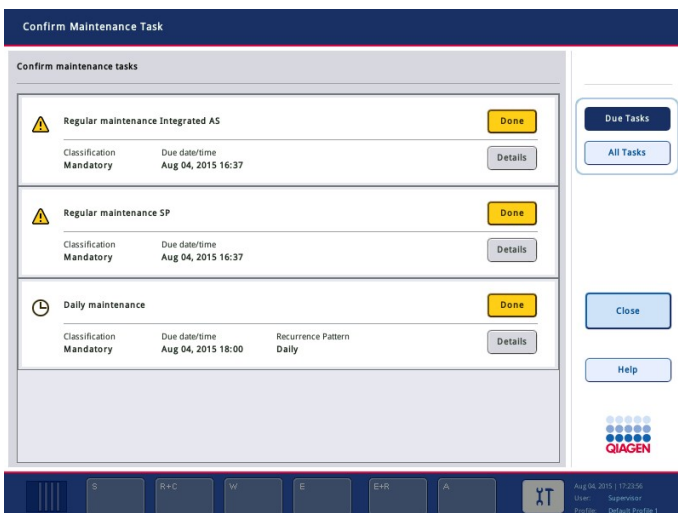 Confirm Maintenance Task
Confirm maintenance tasks
Regular maintenance Integrated AS
Done
Classification
Due date/time
Mandatory
Aug 04, 2015 16:37
Details
Regular maintenance SP
Done
Classification
Due date/time
Mandatory
Aug 04, 2015 16:37
Details
Daily maintenance
Done
Classification
Due date/time
Recurrence Pattern
Mandatory
Aug 04, 2015 18:00
Daily
Details
Due Tasks
All Tasks
Close
Help
QIAGEN
S
R+C
W
E
E+R
A
Aug 04, 2015 | 17:23:56
User: Supervisor
Profile: Default Profile 1